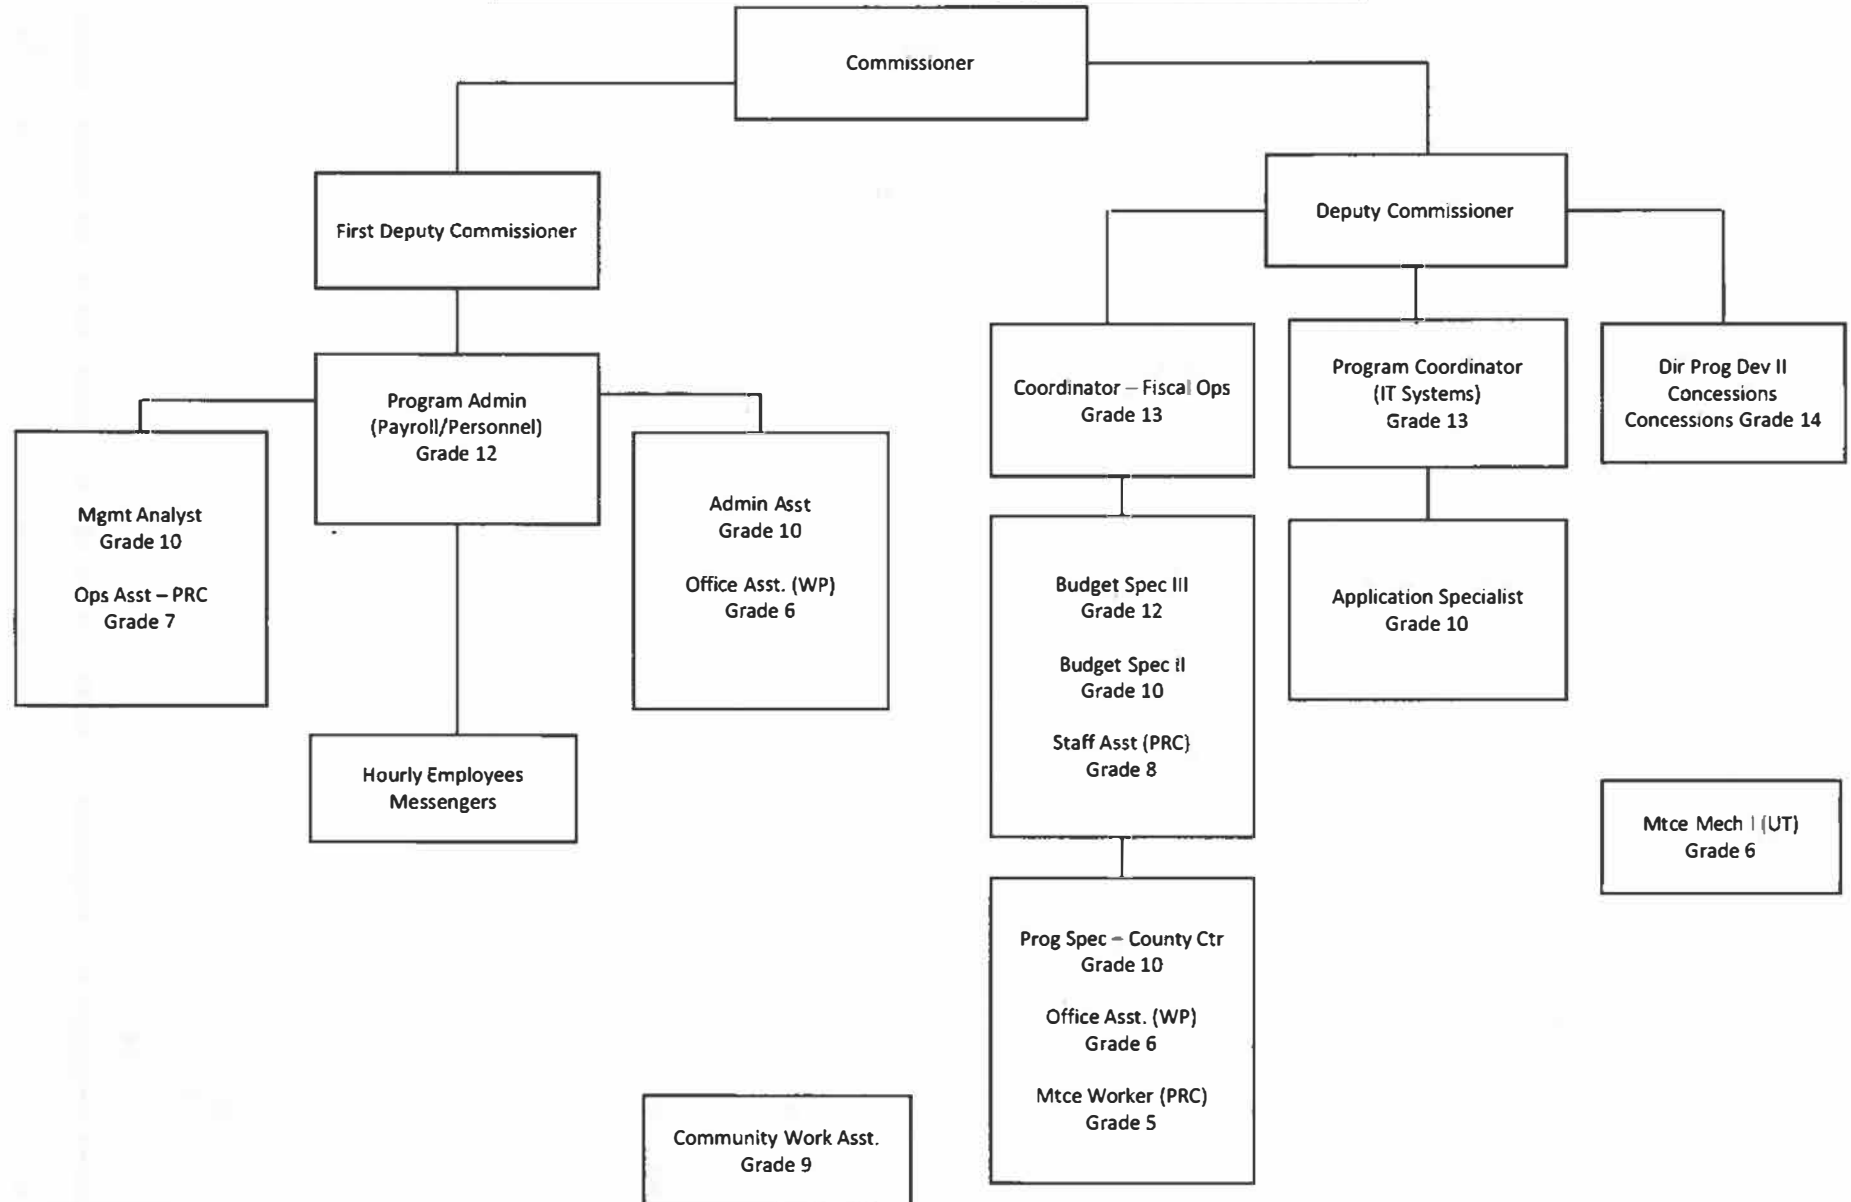 Commissioner
First Deputy Commissioner
Deputy Commissioner
Program Admin
(Payroll/Personnel)
Grade 12
Coordinator – Fiscal Ops
Grade 13
Program Coordinator
(IT Systems)
Grade 13
Dir Prog Dev II
Concessions
Concessions Grade 14
Mgmt Analyst
Grade 10
Ops Asst – PRC
Grade 7
Admin Asst
Grade 10
Office Asst. (WP)
Grade 6
Budget Spec III
Grade 12
Budget Spec II
Grade 10
Staff Asst (PRC)
Grade 8
Application Specialist
Grade 10
Hourly Employees
Messengers
Mtce Mech I (UT)
Grade 6
Prog Spec – County Ctr
Grade 10
Office Asst. (WP)
Grade 6
Mtce Worker (PRC)
Grade 5
Community Work Asst.
Grade 9